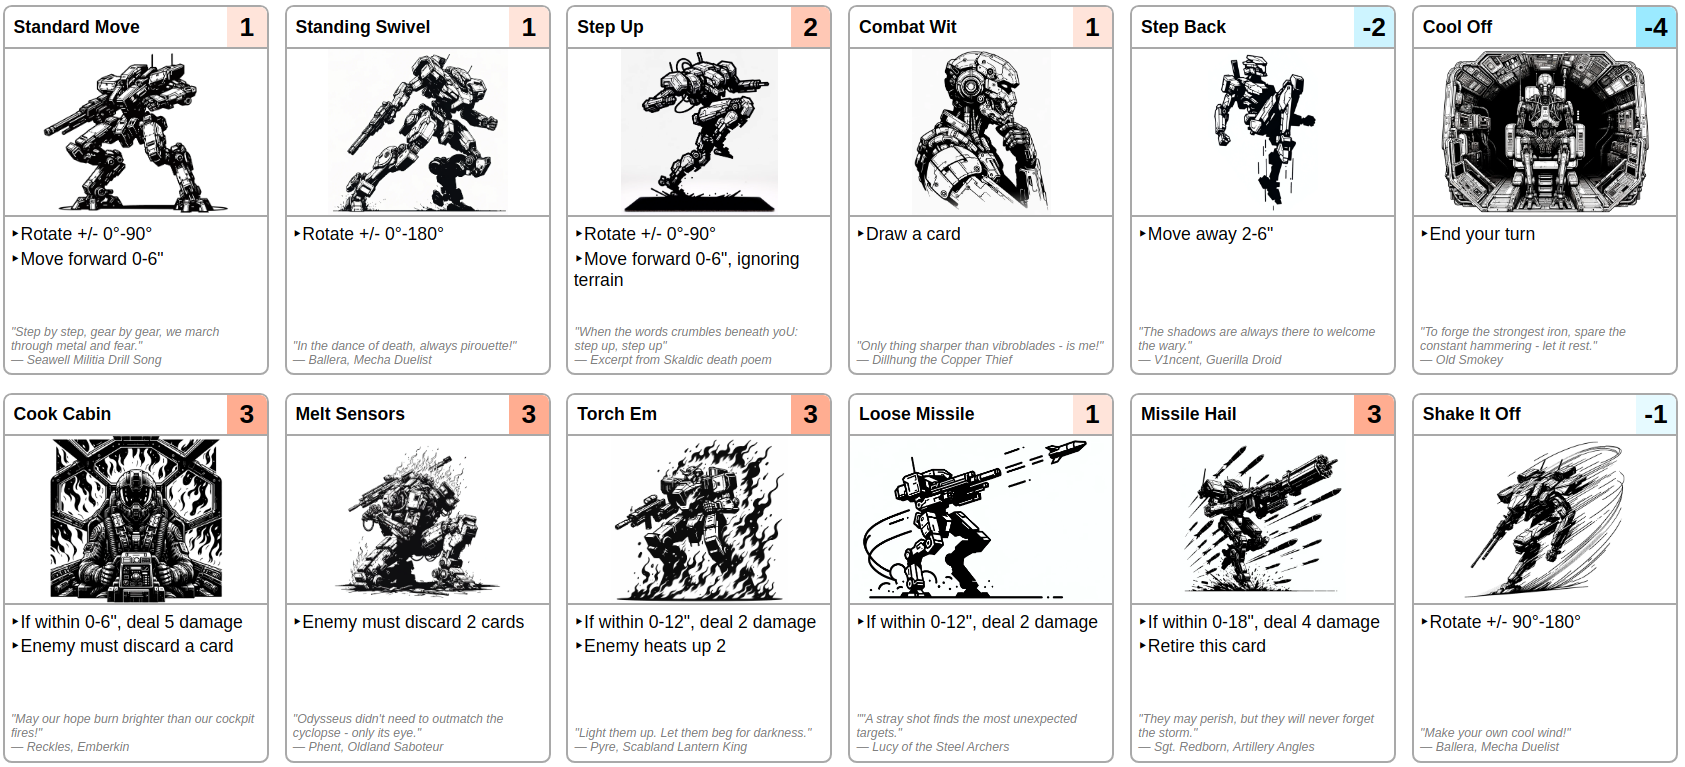 Standard Move 1
‣Rotate +/- 0°-90°
‣Move forward 0-6"
"Step by step, gear by gear, we march
through metal and fear."
— Seawell Militia Drill Song
Standing Swivel 1
‣Rotate +/- 0°-180°
"In the dance of death, always pirouette!"
— Ballera, Mecha Duelist
Step Up 2
‣Rotate +/- 0°-90°
‣Move forward 0-6", ignoring
terrain
"When the words crumbles beneath yoU:
step up, step up"
— Excerpt from Skaldic death poem
Combat Wit 1
‣Draw a card
"Only thing sharper than vibroblades - is me!"
— Dillhung the Copper Thief
Step Back -2
‣Move away 2-6"
"The shadows are always there to welcome
the wary."
— V1ncent, Guerilla Droid
Cool Off -4
‣End your turn
"To forge the strongest iron, spare the
constant hammering - let it rest."
— Old Smokey
Cook Cabin 3
‣If within 0-6", deal 5 damage
‣Enemy must discard a card
"May our hope burn brighter than our cockpit
fires!"
— Reckles, Emberkin
Melt Sensors 3
‣Enemy must discard 2 cards
"Odysseus didn't need to outmatch the
cyclopse - only its eye."
— Phent, Oldland Saboteur
Torch Em 3
‣If within 0-12", deal 2 damage
‣Enemy heats up 2
"Light them up. Let them beg for darkness."
— Pyre, Scabland Lantern King
Loose Missile 1
‣If within 0-12", deal 2 damage
""A stray shot finds the most unexpected
targets."
— Lucy of the Steel Archers
Missile Hail 3
‣If within 0-18", deal 4 damage
‣Retire this card
"They may perish, but they will never forget
the storm."
— Sgt. Redborn, Artillery Angles
Shake It Off -1
‣Rotate +/- 90°-180°
"Make your own cool wind!"
— Ballera, Mecha Duelist